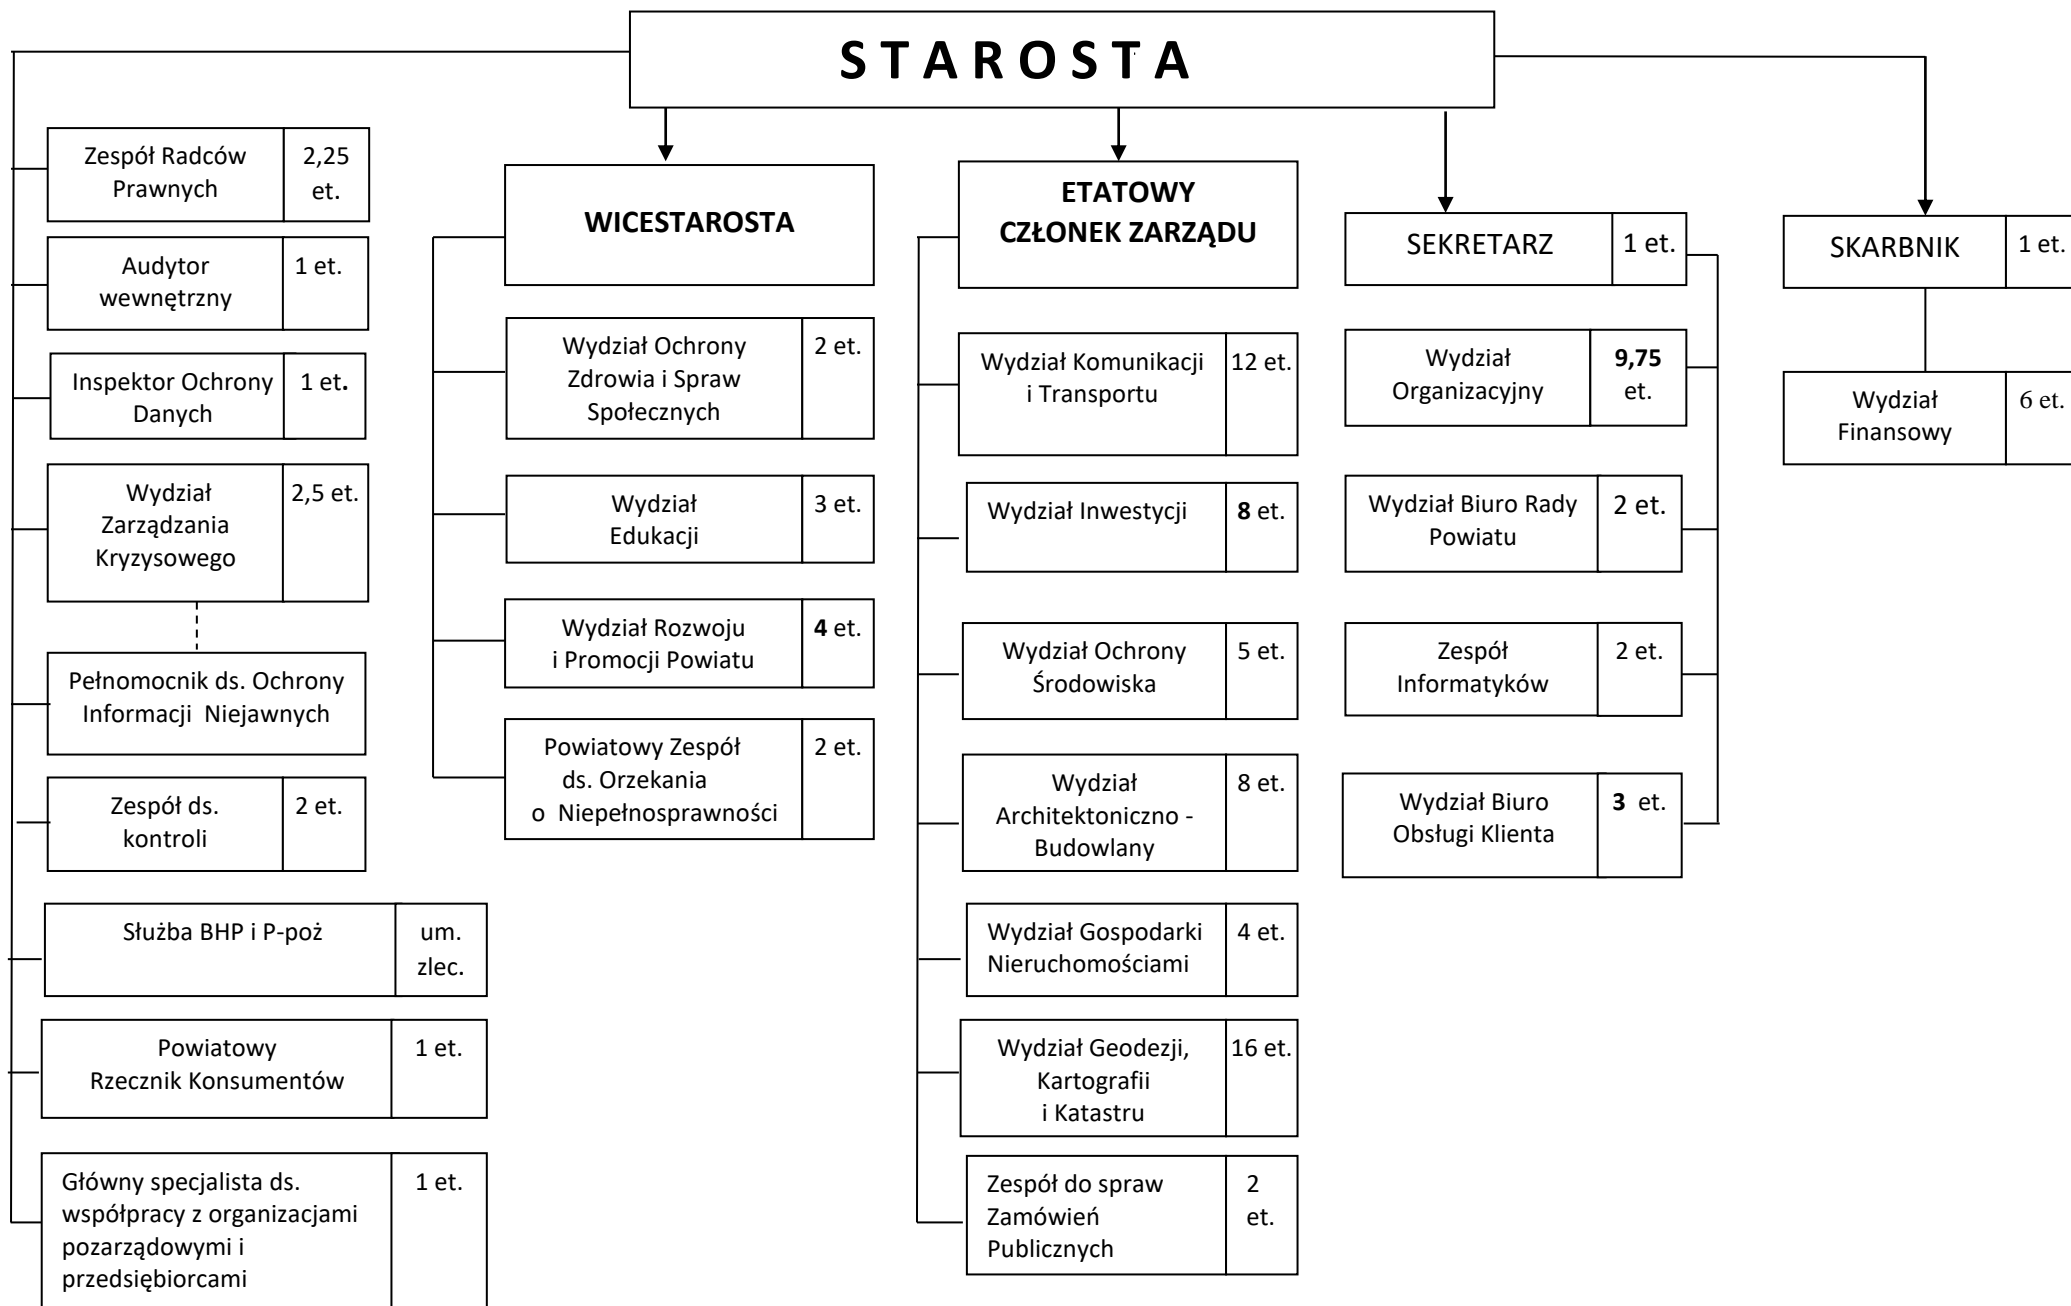 S T A R O S T A
Zespół Radców
Prawnych
2,25
et.
Audytor
wewnętrzny
1 et.
Inspektor Ochrony
Danych
1 et.
Wydział
Zarządzania
Kryzysowego
2,5 et.
Pełnomocnik ds. Ochrony
Informacji Niejawnych
Zespół ds.
kontroli
2 et.
Służba BHP i P-poż
um.
zlec.
Powiatowy
Rzecznik Konsumentów
1 et.
Główny specjalista ds.
współpracy z organizacjami
pozarządowymi i
przedsiębiorcami
1 et.
WICESTAROSTA
Wydział Ochrony
Zdrowia i Spraw
Społecznych
2 et.
Wydział
Edukacji
3 et.
Wydział Rozwoju
i Promocji Powiatu
4 et.
Powiatowy Zespół
ds. Orzekania
o Niepełnosprawności
2 et.
ETATOWY
CZŁONEK ZARZĄDU
Wydział Komunikacji
i Transportu
12 et.
Wydział Inwestycji
8 et.
Wydział Ochrony
Środowiska
5 et.
Wydział
Architektoniczno -
Budowlany
8 et.
Wydział Gospodarki
Nieruchomościami
4 et.
Wydział Geodezji,
Kartografii
i Katastru
16 et.
Zespół do spraw
Zamówień
Publicznych
2
et.
SEKRETARZ
1 et.
Wydział
Organizacyjny
9,75
et.
Wydział Biuro Rady
Powiatu
2 et.
Zespół
Informatyków
2 et.
Wydział Biuro
Obsługi Klienta
3 et.
SKARBNIK
1 et.
Wydział
Finansowy
6 et.